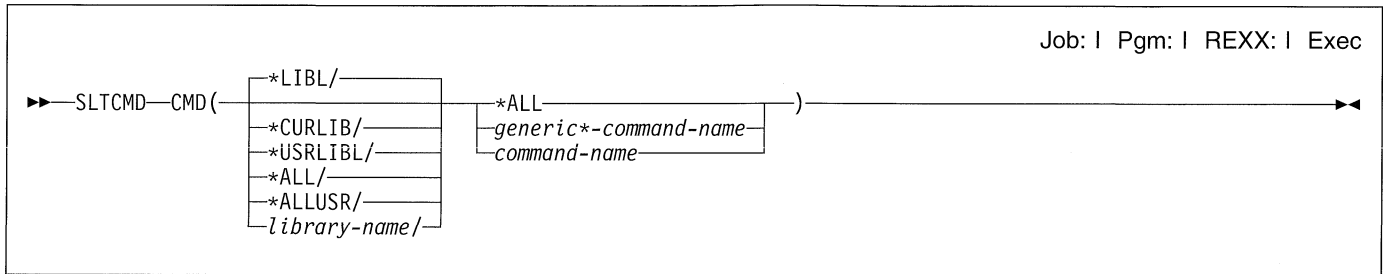 Job: I Pgm: I REXX: I Exec
*LIBL/
SLTCMD CMD( *ALL )
*CURLIB/ generic*-command-name
*USRLIBL/ command-name
*ALL/
*ALLUSR/
library-name/